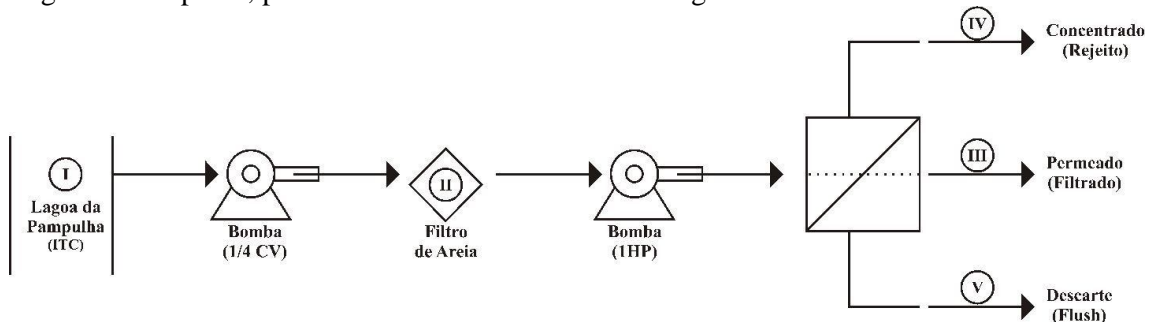 IV
Concentrado
(Rejeito)
I
Lagoa da
Pampulha
(ITC)
Bomba
(1/4 CV)
II
Filtro
de Areia
Bomba
(1HP)
III
Permeado
(Filtrado)
V
Descarte
(Flush)